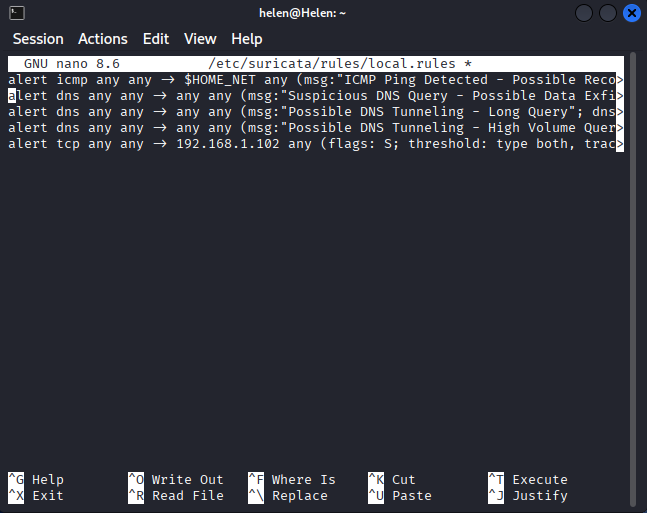 helen@Helen: ~
Session Actions Edit View Help
GNU nano 8.6 /etc/suricata/rules/local.rules *
alert icmp any any -> $HOME_NET any (msg:"ICMP Ping Detected - Possible Reco>
alert dns any any -> any any (msg:"Suspicious DNS Query - Possible Data Exfi>
alert dns any any -> any any (msg:"Possible DNS Tunneling - Long Query"; dns>
alert dns any any -> any any (msg:"Possible DNS Tunneling - High Volume Quer>
alert tcp any any -> 192.168.1.102 any (flags: S; threshold: type both, trac>
^G Help ^O Write Out ^F Where Is ^K Cut ^T Execute
^X Exit ^R Read File ^\ Replace ^U Paste ^J Justify